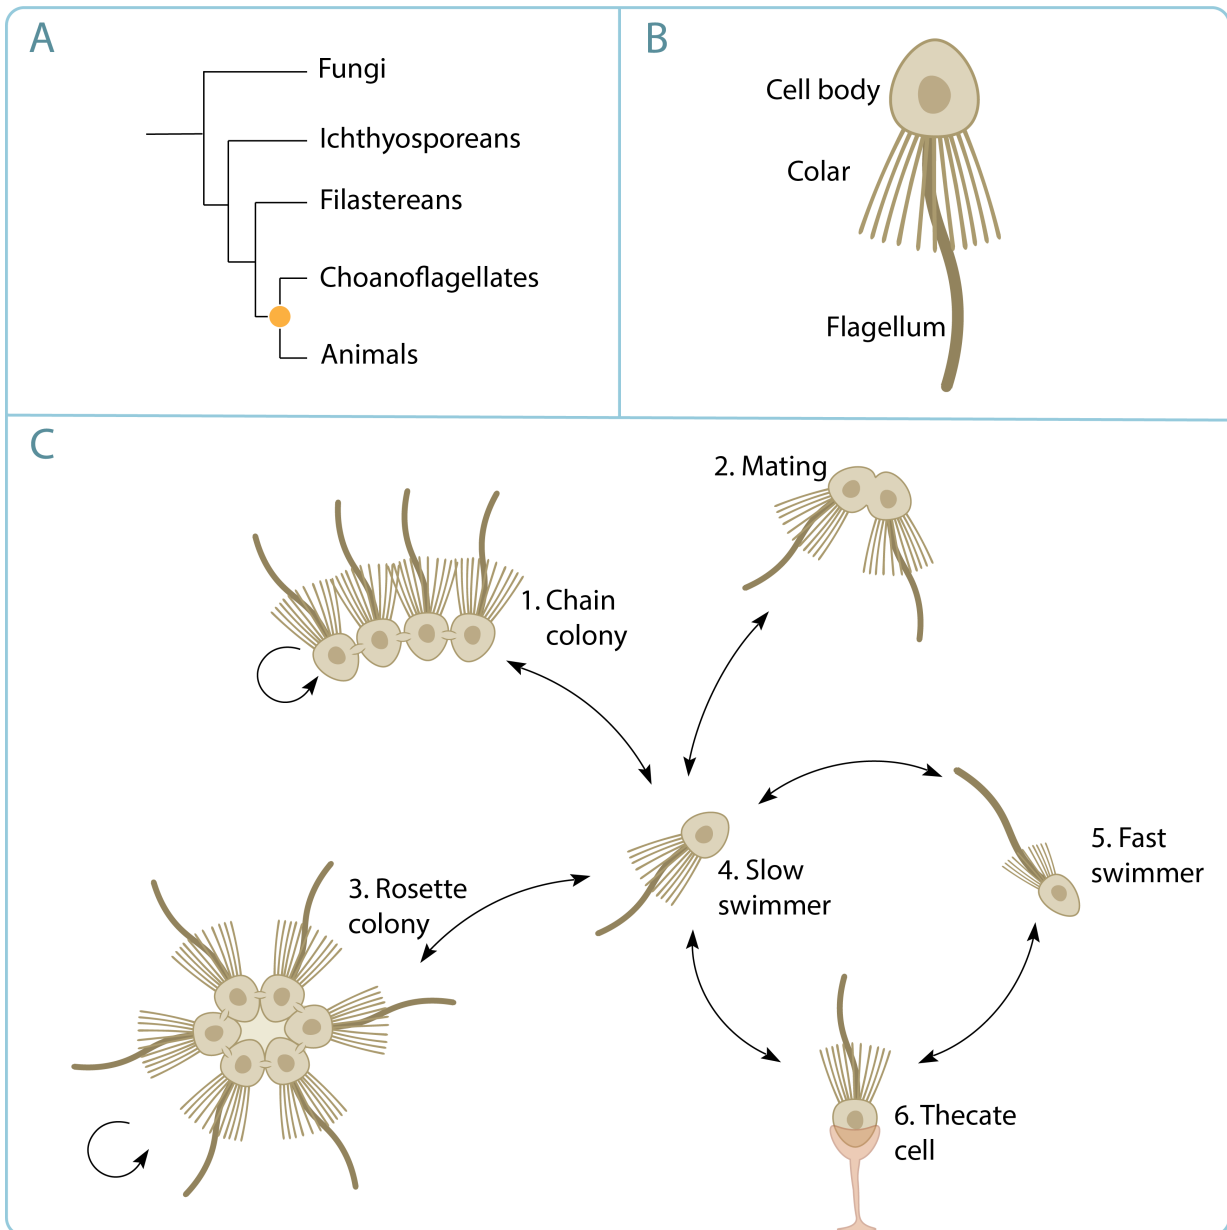 A
Fungi
Ichthyosporeans
Filastereans
Choanoflagellates
Animals
B
Cell body
Colar
Flagellum
C
1. Chain
colony
2. Mating
3. Rosette
colony
4. Slow
swimmer
5. Fast
swimmer
6. Thecate
cell